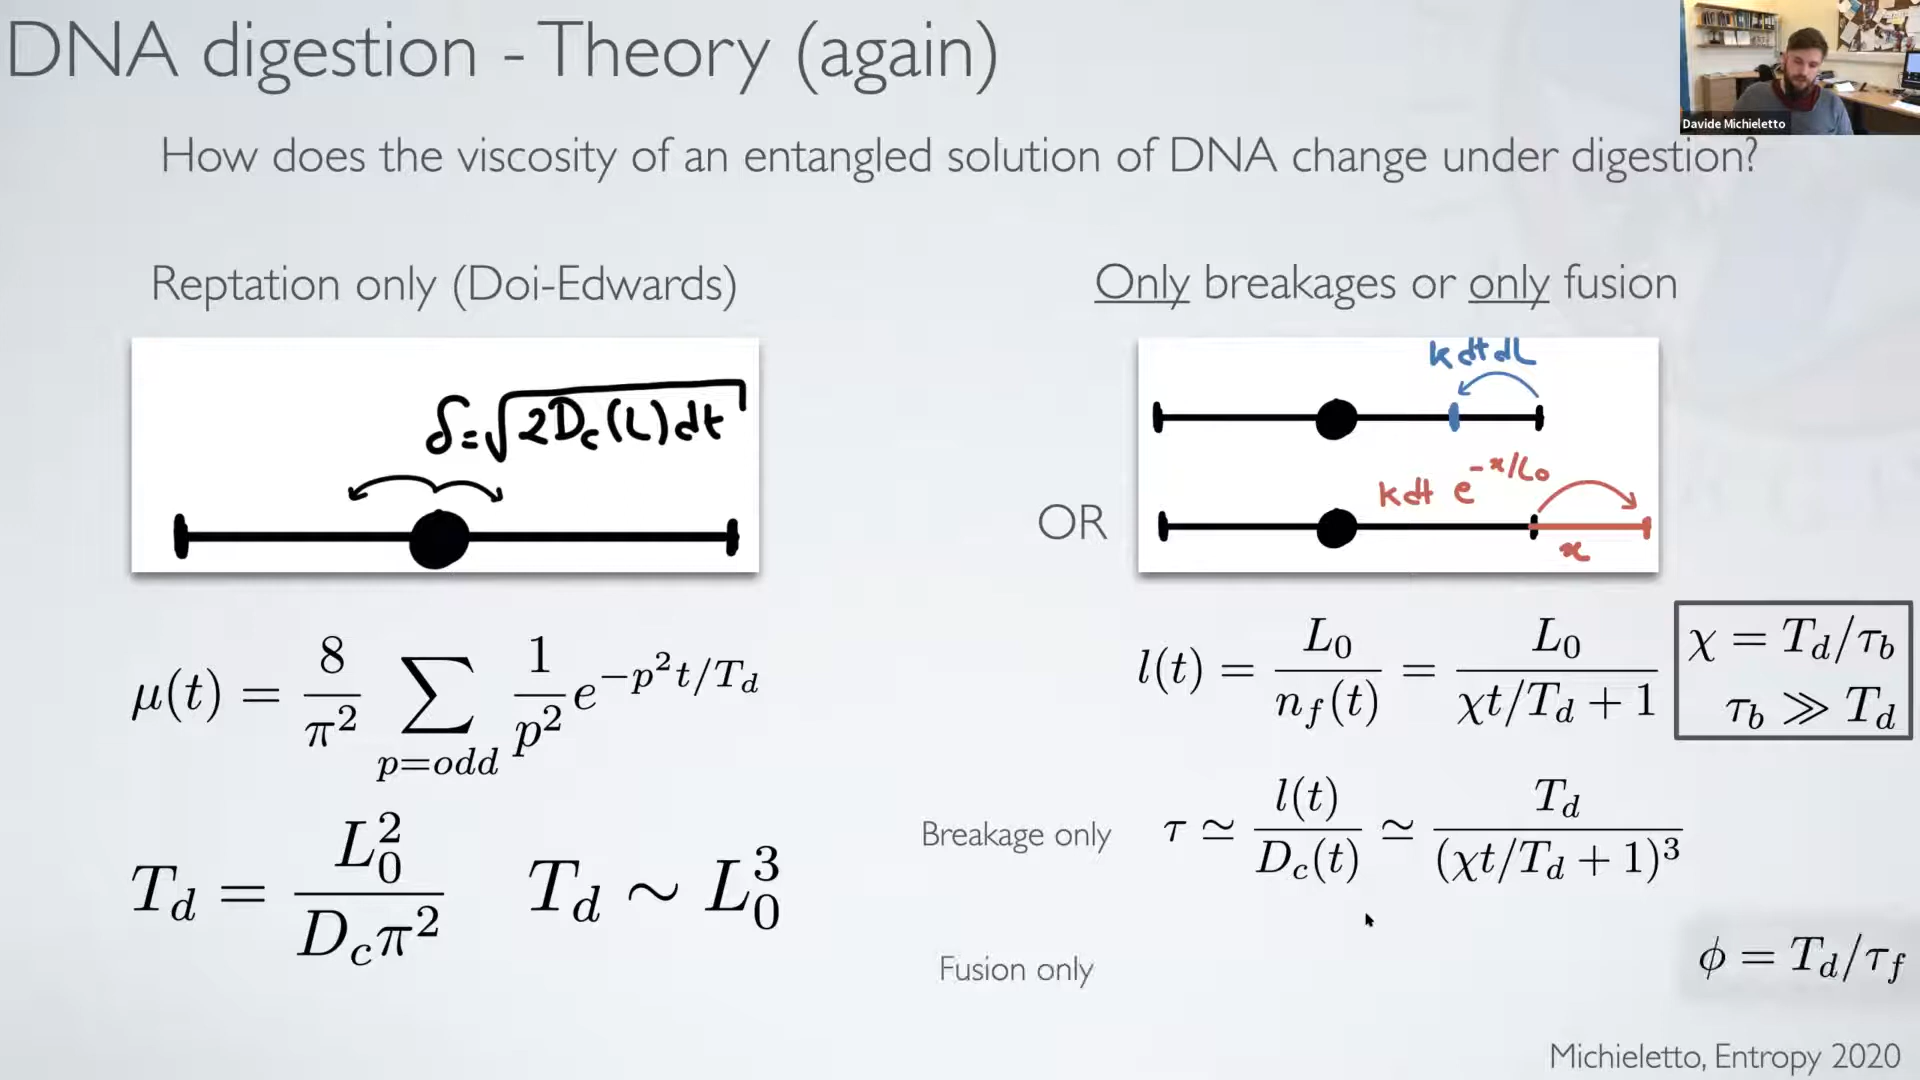 DNA digestion - Theory (again)
Davide Michieletto
How does the viscosity of an entangled solution of DNA change under digestion?
Reptation only (Doi-Edwards)
δ=√2D_c(L)dt
μ(t) = 8/π² ∑_{p=odd} 1/p² e^{-p²t/T_d}
T_d = L_0²/(D_c π²)    T_d ∼ L_0³
Only breakages or only fusion
k dt dL
OR
k dt e^{-x/L_0}
x
l(t) = L_0/n_f(t) = L_0/(χt/T_d + 1)
χ = T_d/τ_b
τ_b ≫ T_d
Breakage only
τ ≃ l(t)/D_c(t) ≃ T_d/(χt/T_d + 1)³
Fusion only
φ = T_d/τ_f
Michieletto, Entropy 2020